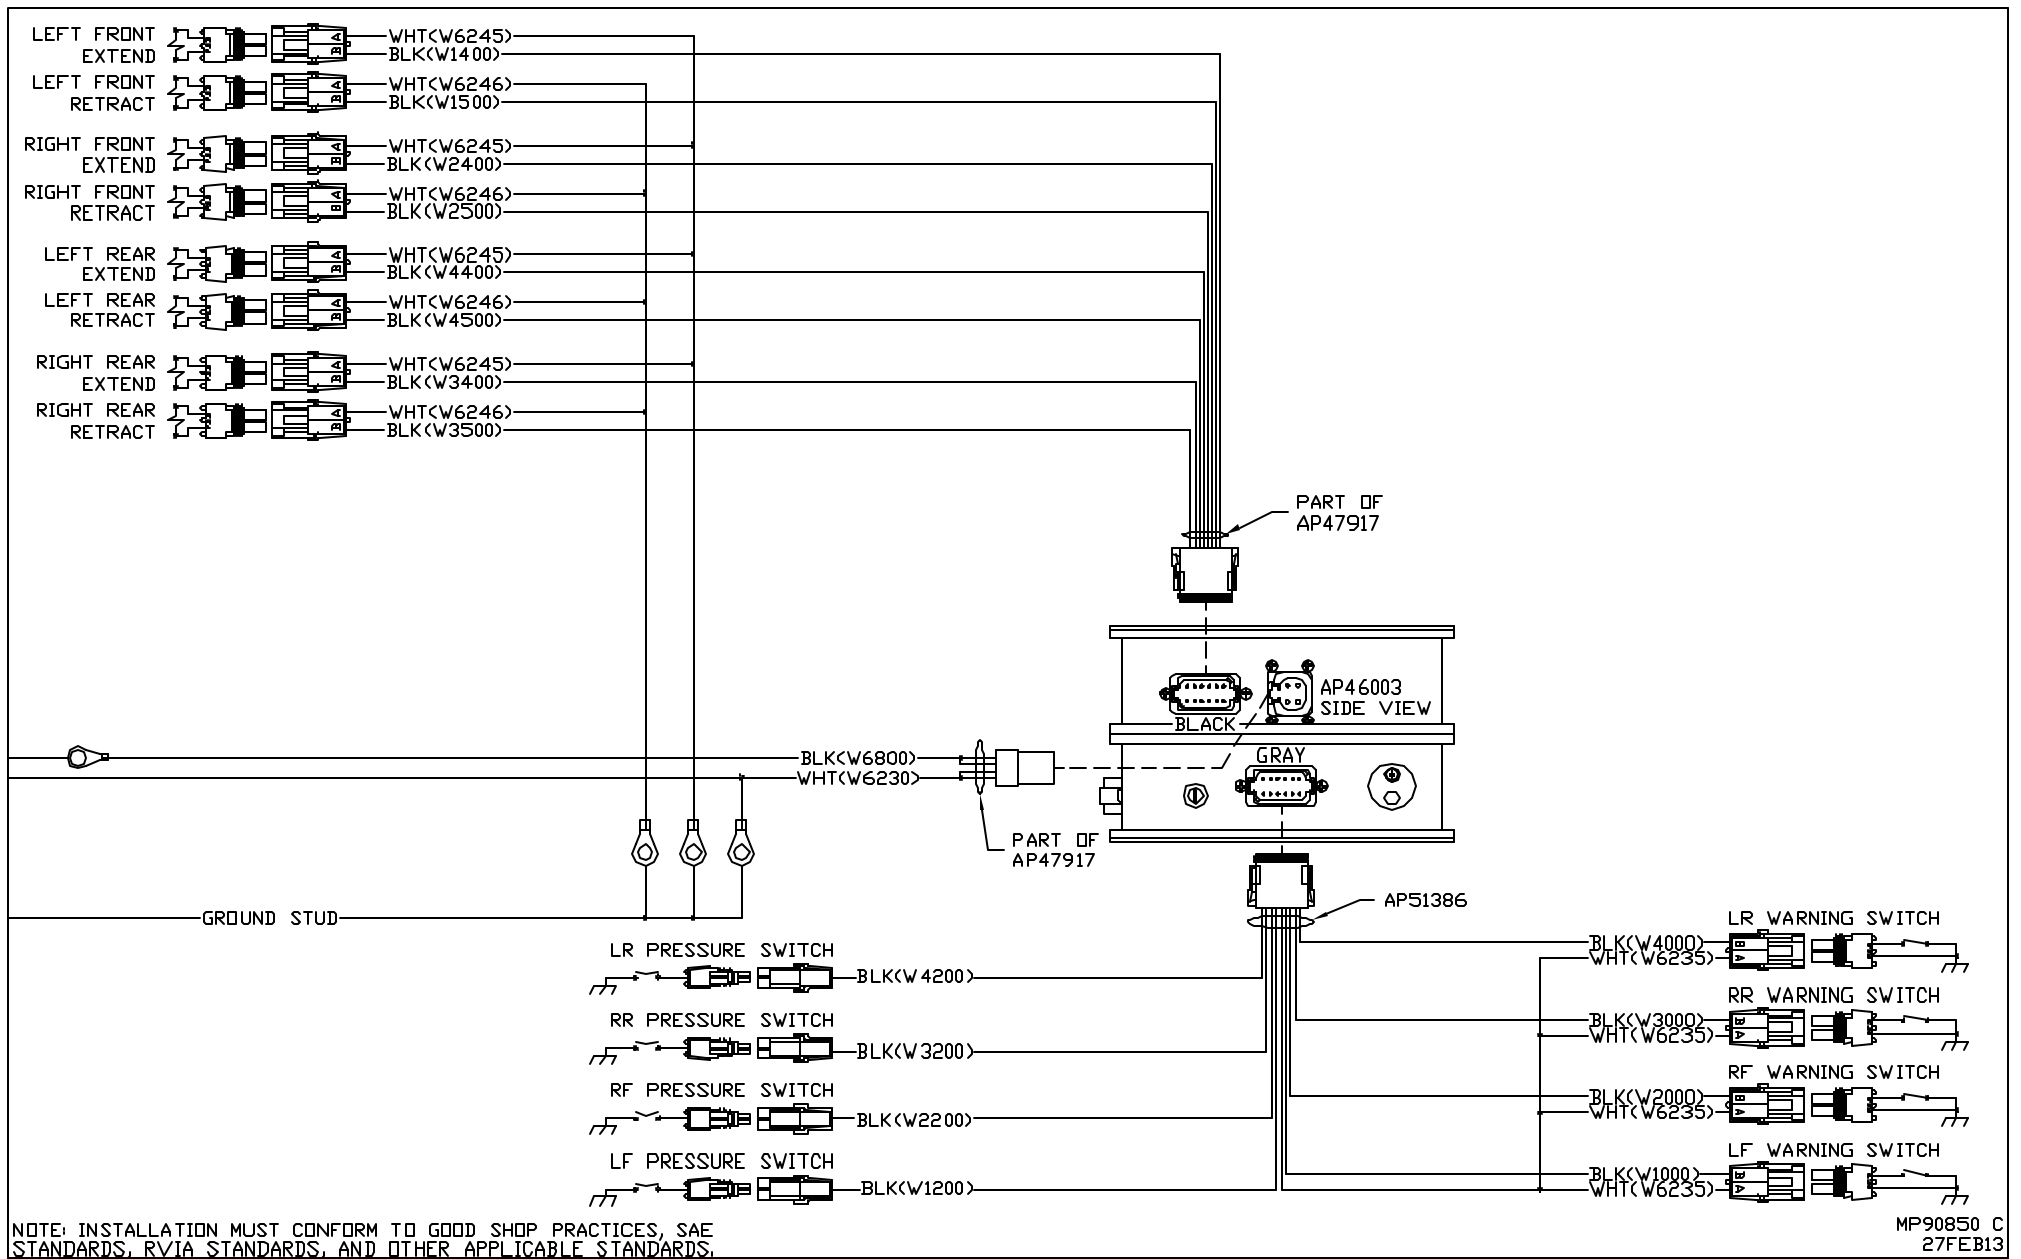 LEFT FRONT
EXTEND
A
B
WHT(W6245)
BLK(W1400)
LEFT FRONT
RETRACT
A
B
WHT(W6246)
BLK(W1500)
RIGHT FRONT
EXTEND
A
B
WHT(W6245)
BLK(W2400)
RIGHT FRONT
RETRACT
A
B
WHT(W6246)
BLK(W2500)
LEFT REAR
EXTEND
A
B
WHT(W6245)
BLK(W4400)
LEFT REAR
RETRACT
A
B
WHT(W6246)
BLK(W4500)
RIGHT REAR
EXTEND
A
B
WHT(W6245)
BLK(W3400)
RIGHT REAR
RETRACT
A
B
WHT(W6246)
BLK(W3500)
PART OF
AP47917
AP46003
SIDE VIEW
BLACK
GRAY
BLK(W6800)
WHT(W6230)
PART OF
AP47917
AP51386
GROUND STUD
LR PRESSURE SWITCH
BLK(W4200)
RR PRESSURE SWITCH
BLK(W3200)
RF PRESSURE SWITCH
BLK(W2200)
LF PRESSURE SWITCH
BLK(W1200)
LR WARNING SWITCH
BLK(W4000)
WHT(W6235)
B
A
RR WARNING SWITCH
BLK(W3000)
WHT(W6235)
B
A
RF WARNING SWITCH
BLK(W2000)
WHT(W6235)
B
A
LF WARNING SWITCH
BLK(W1000)
WHT(W6235)
B
A
NOTE: INSTALLATION MUST CONFORM TO GOOD SHOP PRACTICES, SAE
STANDARDS, RVIA STANDARDS, AND OTHER APPLICABLE STANDARDS.
MP90850 C
27FEB13